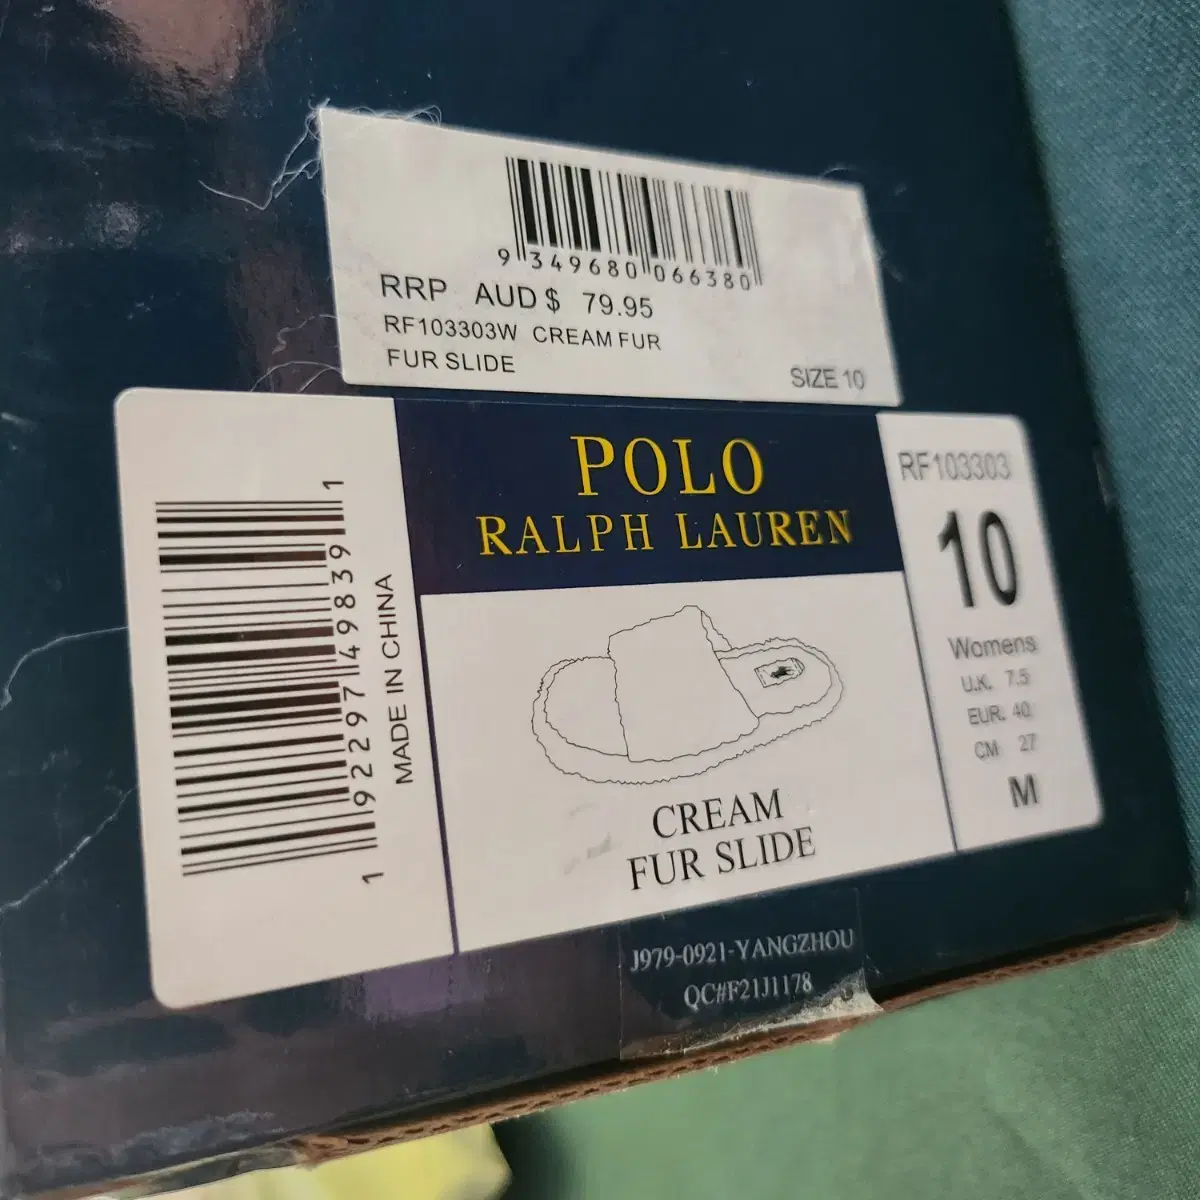 9 349680 066380
RRP AUD $ 79.95
RF103303W CREAM FUR
FUR SLIDE
SIZE 10
1 92297 49839 1
MADE IN CHINA
POLO
RALPH LAUREN
CREAM
FUR SLIDE
RF103303
10
Womens
U.K. 7.5
EUR. 40
CM 27
M
J979-0921-YANGZHOU
QC#F21J1178